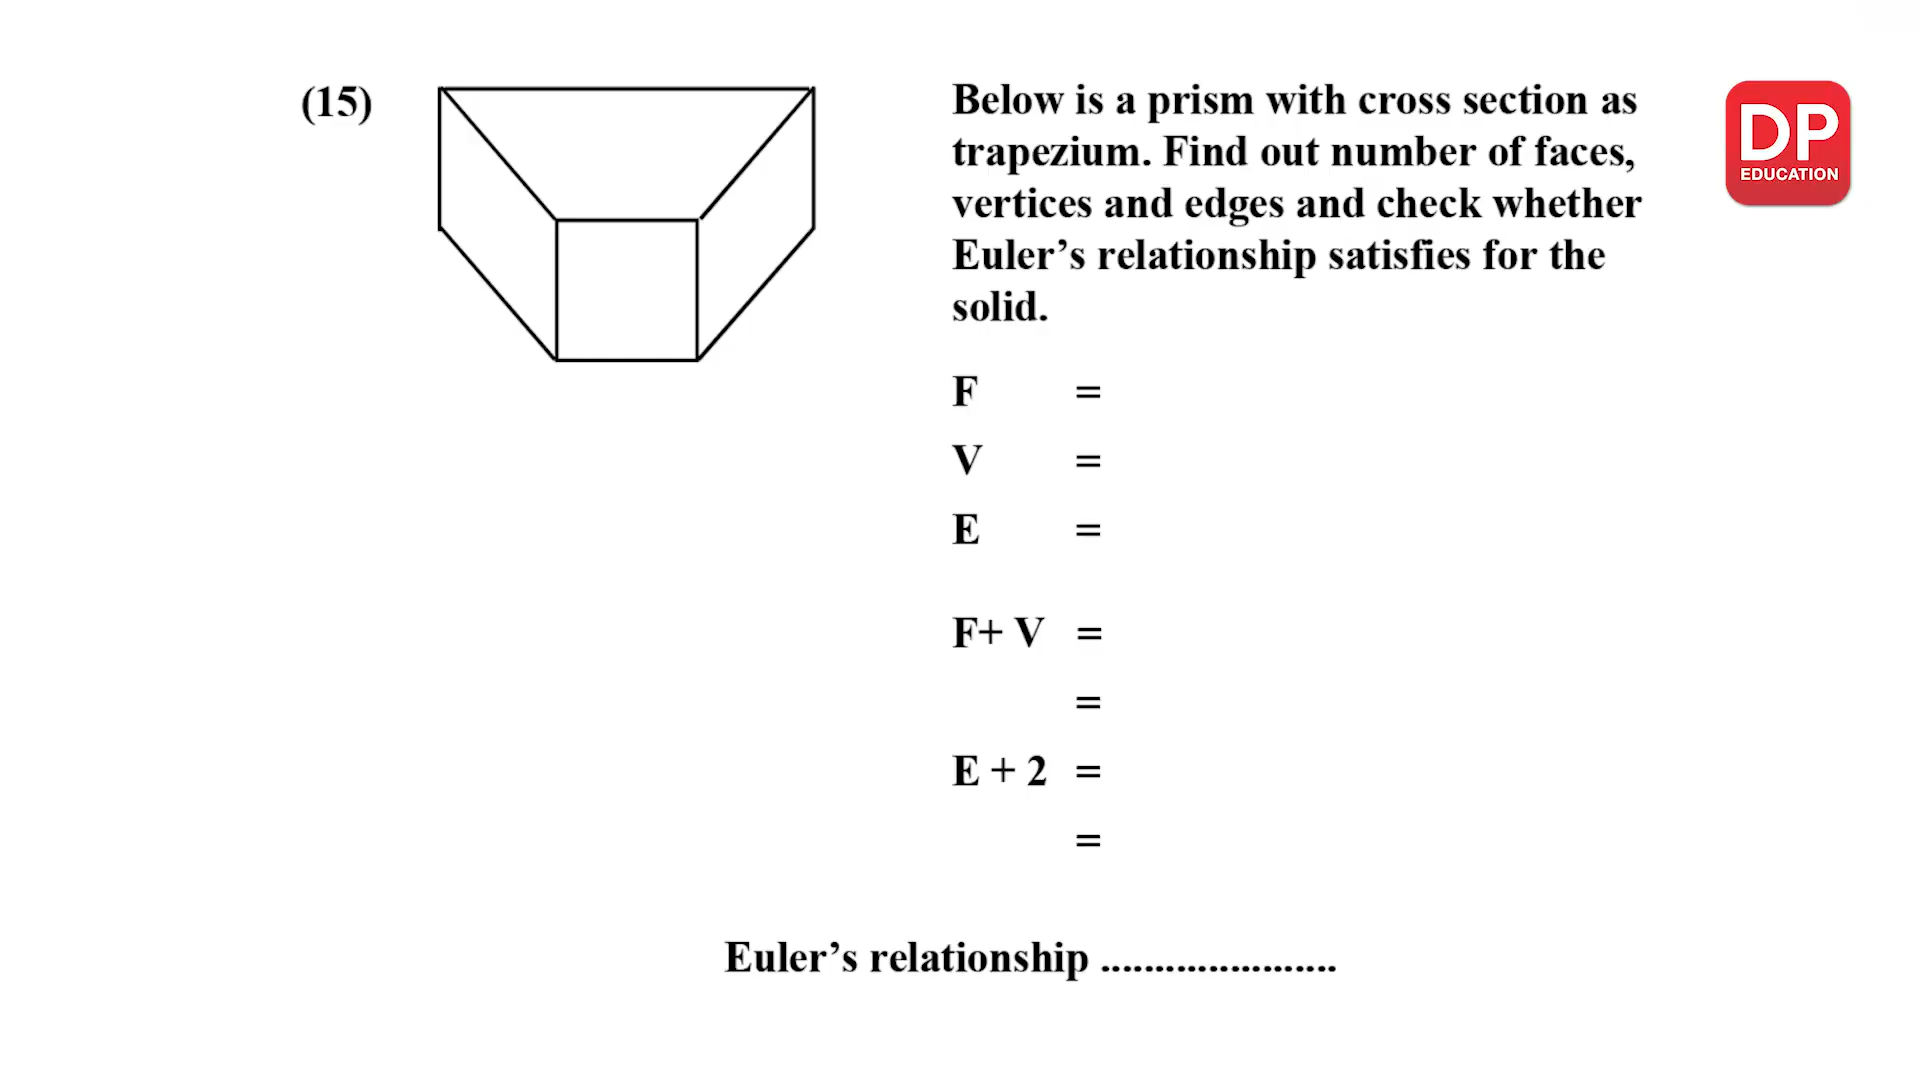 (15)
Below is a prism with cross section as
trapezium. Find out number of faces,
vertices and edges and check whether
Euler’s relationship satisfies for the
solid.
DP
EDUCATION
F =
V =
E =
F+ V =
=
E + 2 =
=
Euler’s relationship ......................